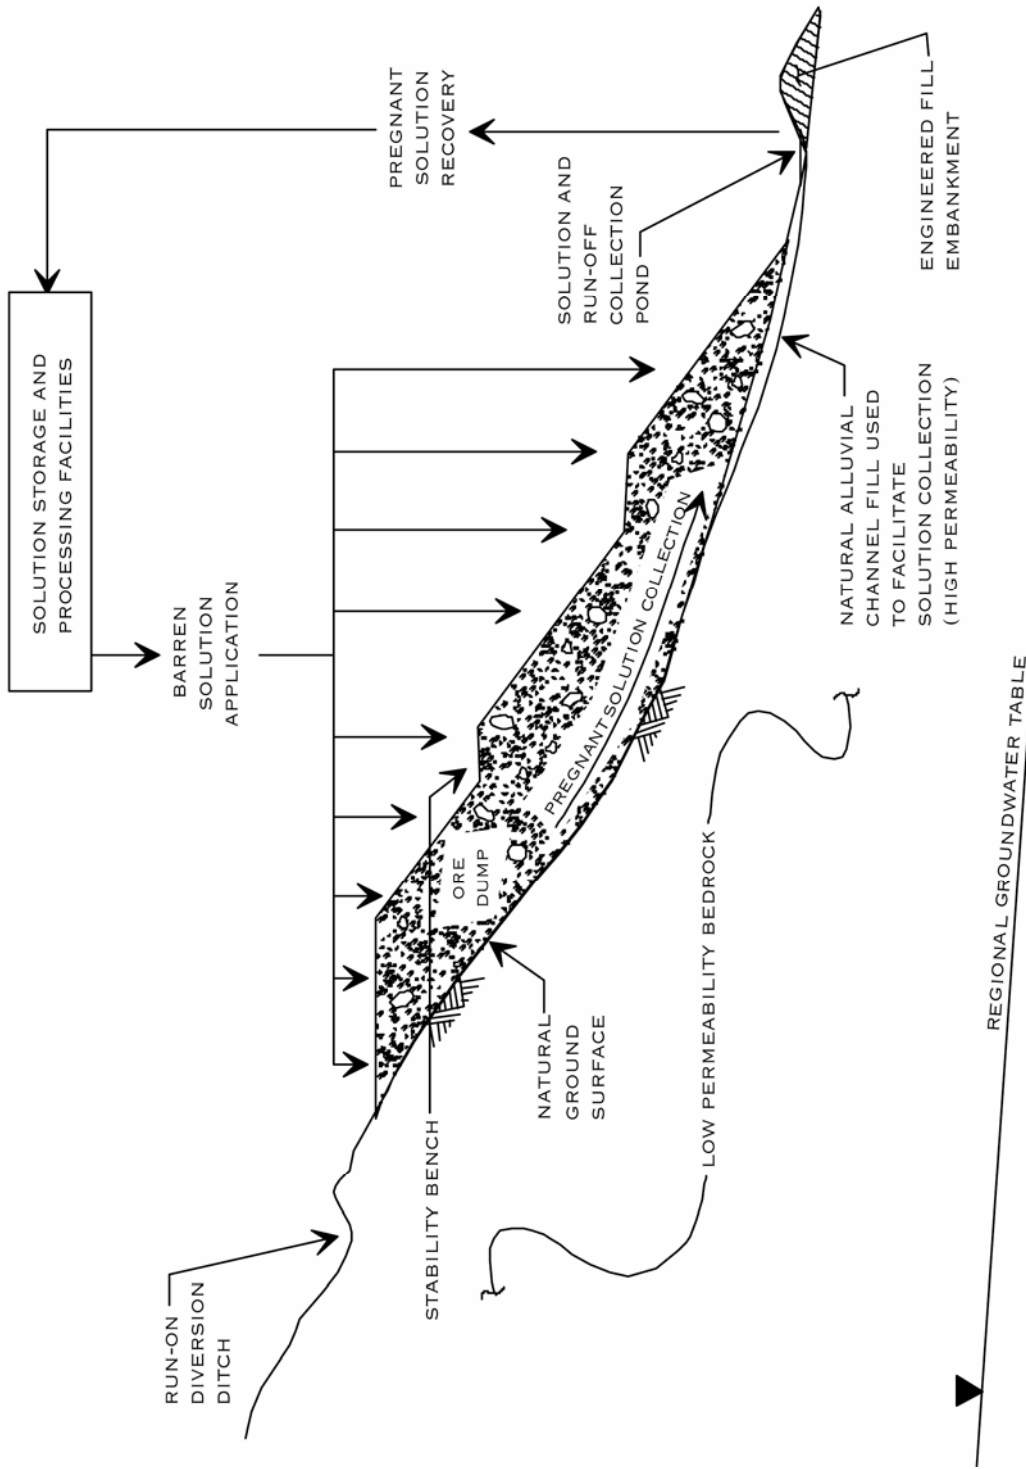 SOLUTION STORAGE AND
PROCESSING FACILITIES
PREGNANT
SOLUTION
RECOVERY
BARREN
SOLUTION
APPLICATION
RUN-ON
DIVERSION
DITCH
STABILITY BENCH
ORE
DUMP
PREGNANT SOLUTION COLLECTION
SOLUTION AND
RUN-OFF
COLLECTION
POND
NATURAL
GROUND
SURFACE
LOW PERMEABILITY BEDROCK
NATURAL ALLUVIAL
CHANNEL FILL USED
TO FACILITATE
SOLUTION COLLECTION
(HIGH PERMEABILITY)
ENGINEERED FILL
EMBANKMENT
REGIONAL GROUNDWATER TABLE